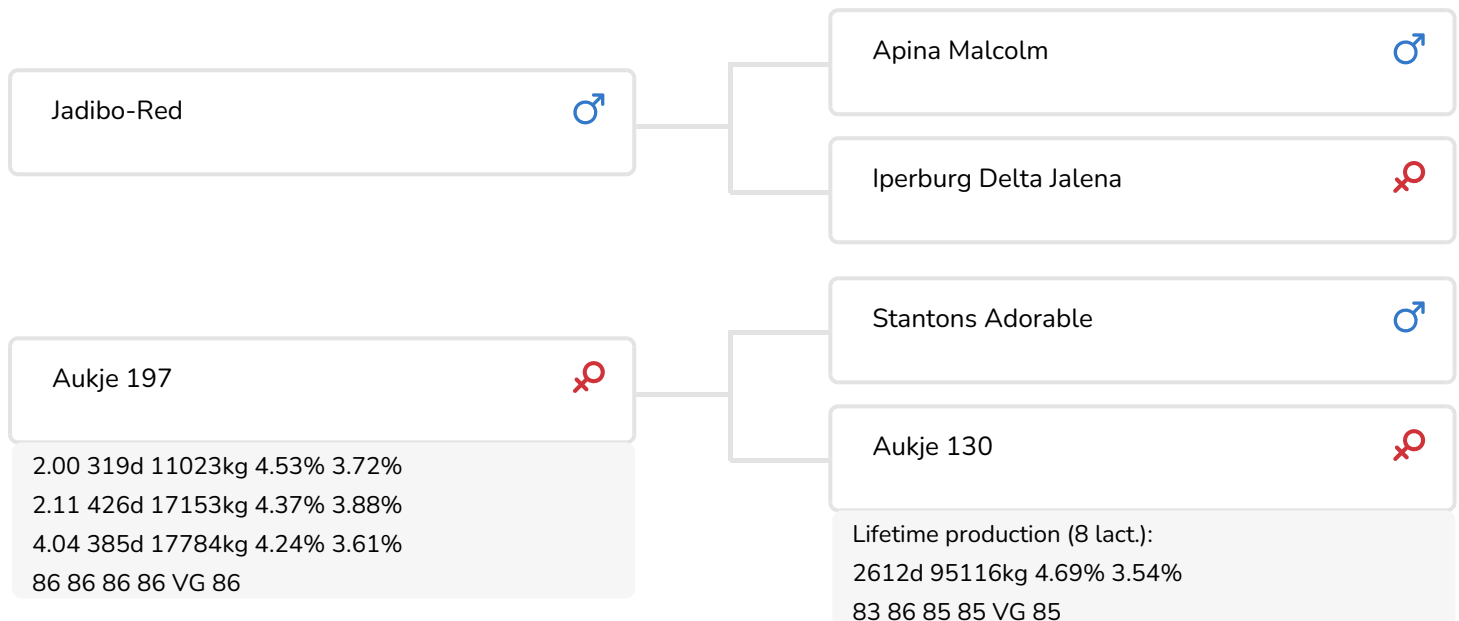 Jadibo-Red
Apina Malcolm
Iperburg Delta Jalena
Aukje 197
2.00 319d 11023kg 4.53% 3.72%
2.11 426d 17153kg 4.37% 3.88%
4.04 385d 17784kg 4.24% 3.61%
86 86 86 86 VG 86
Stantons Adorable
Aukje 130
Lifetime production (8 lact.):
2612d 95116kg 4.69% 3.54%
83 86 85 85 VG 85